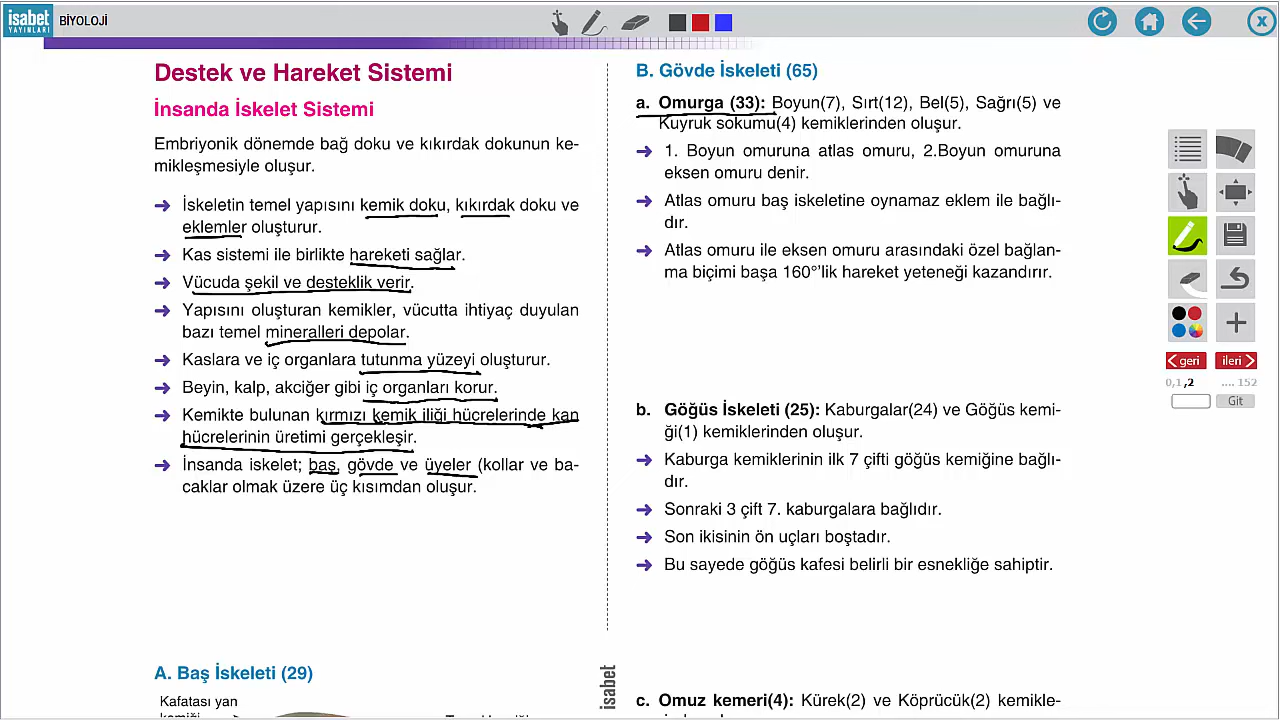 isabet
YAYINLARI
BİYOLOJİ
Destek ve Hareket Sistemi
İnsanda İskelet Sistemi
Embriyonik dönemde bağ doku ve kıkırdak dokunun ke-
mikleşmesiyle oluşur.
➜ İskeletin temel yapısını kemik doku, kıkırdak doku ve
eklemler oluşturur.
➜ Kas sistemi ile birlikte hareketi sağlar.
➜ Vücuda şekil ve desteklik verir.
➜ Yapısını oluşturan kemikler, vücutta ihtiyaç duyulan
bazı temel mineralleri depolar.
➜ Kaslara ve iç organlara tutunma yüzeyi oluşturur.
➜ Beyin, kalp, akciğer gibi iç organları korur.
➜ Kemikte bulunan kırmızı kemik iliği hücrelerinde kan
hücrelerinin üretimi gerçekleşir.
➜ İnsanda iskelet; baş, gövde ve üyeler (kollar ve ba-
caklar olmak üzere üç kısımdan oluşur.
A. Baş İskeleti (29)
Kafatası yan
B. Gövde İskeleti (65)
a. Omurga (33): Boyun(7), Sırt(12), Bel(5), Sağrı(5) ve
Kuyruk sokumu(4) kemiklerinden oluşur.
➜ 1. Boyun omuruna atlas omuru, 2.Boyun omuruna
eksen omuru denir.
➜ Atlas omuru baş iskeletine oynamaz eklem ile bağlı-
dır.
➜ Atlas omuru ile eksen omuru arasındaki özel bağlan-
ma biçimi başa 160°'lik hareket yeteneği kazandırır.
b. Göğüs İskeleti (25): Kaburgalar(24) ve Göğüs kemi-
ği(1) kemiklerinden oluşur.
➜ Kaburga kemiklerinin ilk 7 çifti göğüs kemiğine bağlı-
dır.
➜ Sonraki 3 çift 7. kaburgalara bağlıdır.
➜ Son ikisinin ön uçları boştadır.
➜ Bu sayede göğüs kafesi belirli bir esnekliğe sahiptir.
c. Omuz kemeri(4): Kürek(2) ve Köprücük(2) kemikle-
isabet
geri
ileri
0,1,2 .... 152
Git